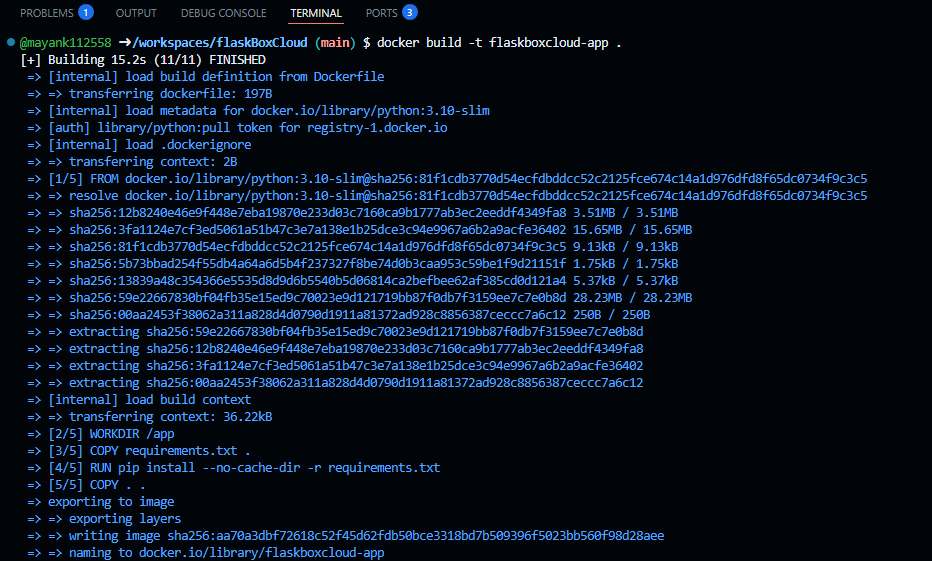 PROBLEMS 1 OUTPUT DEBUG CONSOLE TERMINAL PORTS 3
@mayank112558 ➜/workspaces/flaskBoxCloud (main) $ docker build -t flaskboxcloud-app .
[+] Building 15.2s (11/11) FINISHED
=> [internal] load build definition from Dockerfile
=> => transferring dockerfile: 197B
=> [internal] load metadata for docker.io/library/python:3.10-slim
=> [auth] library/python:pull token for registry-1.docker.io
=> [internal] load .dockerignore
=> => transferring context: 2B
=> [1/5] FROM docker.io/library/python:3.10-slim@sha256:81f1cdb3770d54ecfdbddcc52c2125fce674c14a1d976dfd8f65dc0734f9c3c5
=> => resolve docker.io/library/python:3.10-slim@sha256:81f1cdb3770d54ecfdbddcc52c2125fce674c14a1d976dfd8f65dc0734f9c3c5
=> => sha256:12b8240e46e9f448e7eba19870e233d03c7160ca9b1777ab3ec2eeddf4349fa8 3.51MB / 3.51MB
=> => sha256:3fa1124e7cf3ed5061a51b47c3e7a138e1b25dce3c94e9967a6b2a9acfe36402 15.65MB / 15.65MB
=> => sha256:81f1cdb3770d54ecfdbddcc52c2125fce674c14a1d976dfd8f65dc0734f9c3c5 9.13kB / 9.13kB
=> => sha256:5b73bbad254f55db4a64a6d5b4f237327f8be74d0b3caa953c59be1f9d21151f 1.75kB / 1.75kB
=> => sha256:13839a48c354366e5535d8d9d6b5540b5d06814ca2befbee62af385cd0d121a4 5.37kB / 5.37kB
=> => sha256:59e22667830bf04fb35e15ed9c70023e9d121719bb87f0db7f3159ee7c7e0b8d 28.23MB / 28.23MB
=> => sha256:00aa2453f38062a311a828d4d0790d1911a81372ad928c8856387ceccc7a6c12 250B / 250B
=> => extracting sha256:59e22667830bf04fb35e15ed9c70023e9d121719bb87f0db7f3159ee7c7e0b8d
=> => extracting sha256:12b8240e46e9f448e7eba19870e233d03c7160ca9b1777ab3ec2eeddf4349fa8
=> => extracting sha256:3fa1124e7cf3ed5061a51b47c3e7a138e1b25dce3c94e9967a6b2a9acfe36402
=> => extracting sha256:00aa2453f38062a311a828d4d0790d1911a81372ad928c8856387ceccc7a6c12
=> [internal] load build context
=> => transferring context: 36.22kB
=> [2/5] WORKDIR /app
=> [3/5] COPY requirements.txt .
=> [4/5] RUN pip install --no-cache-dir -r requirements.txt
=> [5/5] COPY . .
=> exporting to image
=> => exporting layers
=> => writing image sha256:aa70a3dbf72618c52f45d62fdb50bce3318bd7b509396f5023bb560f98d28aee
=> => naming to docker.io/library/flaskboxcloud-app